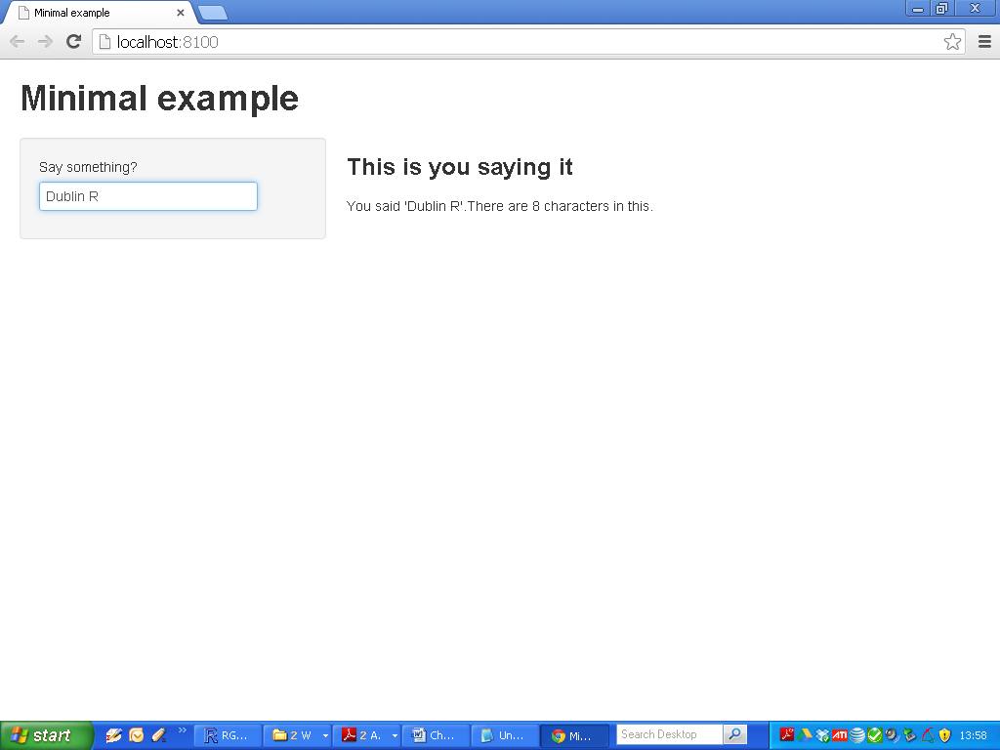 Minimal example
localhost:8100
Minimal example
Say something?
Dublin R
This is you saying it
You said 'Dublin R'.There are 8 characters in this.
start
RG...
2 W
2 A.
Ch...
Un...
Mi...
Search Desktop
ATI
13:58